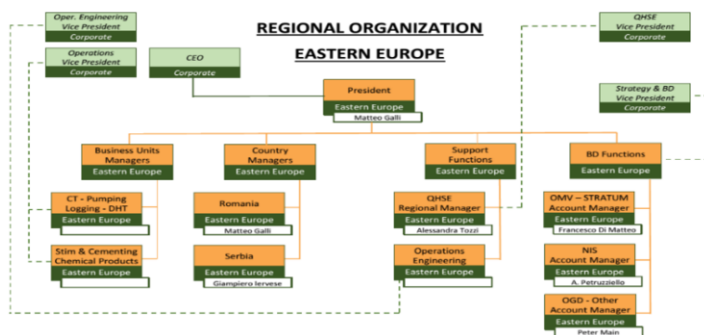 REGIONAL ORGANIZATION
EASTERN EUROPE
Oper. Engineering
Vice President
Corporate
Operations
Vice President
Corporate
CEO
Corporate
QHSE
Vice President
Corporate
Strategy & BD
Vice President
Corporate
President
Eastern Europe
Matteo Galli
Business Units
Managers
Eastern Europe
Country
Managers
Eastern Europe
Support
Functions
Eastern Europe
BD Functions
Eastern Europe
CT - Pumping
Logging - DHT
Eastern Europe
Stim & Cementing
Chemical Products
Eastern Europe
Romania
Eastern Europe
Matteo Galli
Serbia
Eastern Europe
Giampiero Iervese
QHSE
Regional Manager
Eastern Europe
Alessandra Tozzi
Operations
Engineering
Eastern Europe
OMV – STRATUM
Account Manager
Eastern Europe
Francesco Di Matteo
NIS
Account Manager
Eastern Europe
A. Petruzziello
OGD - Other
Account Manager
Eastern Europe
Peter Main